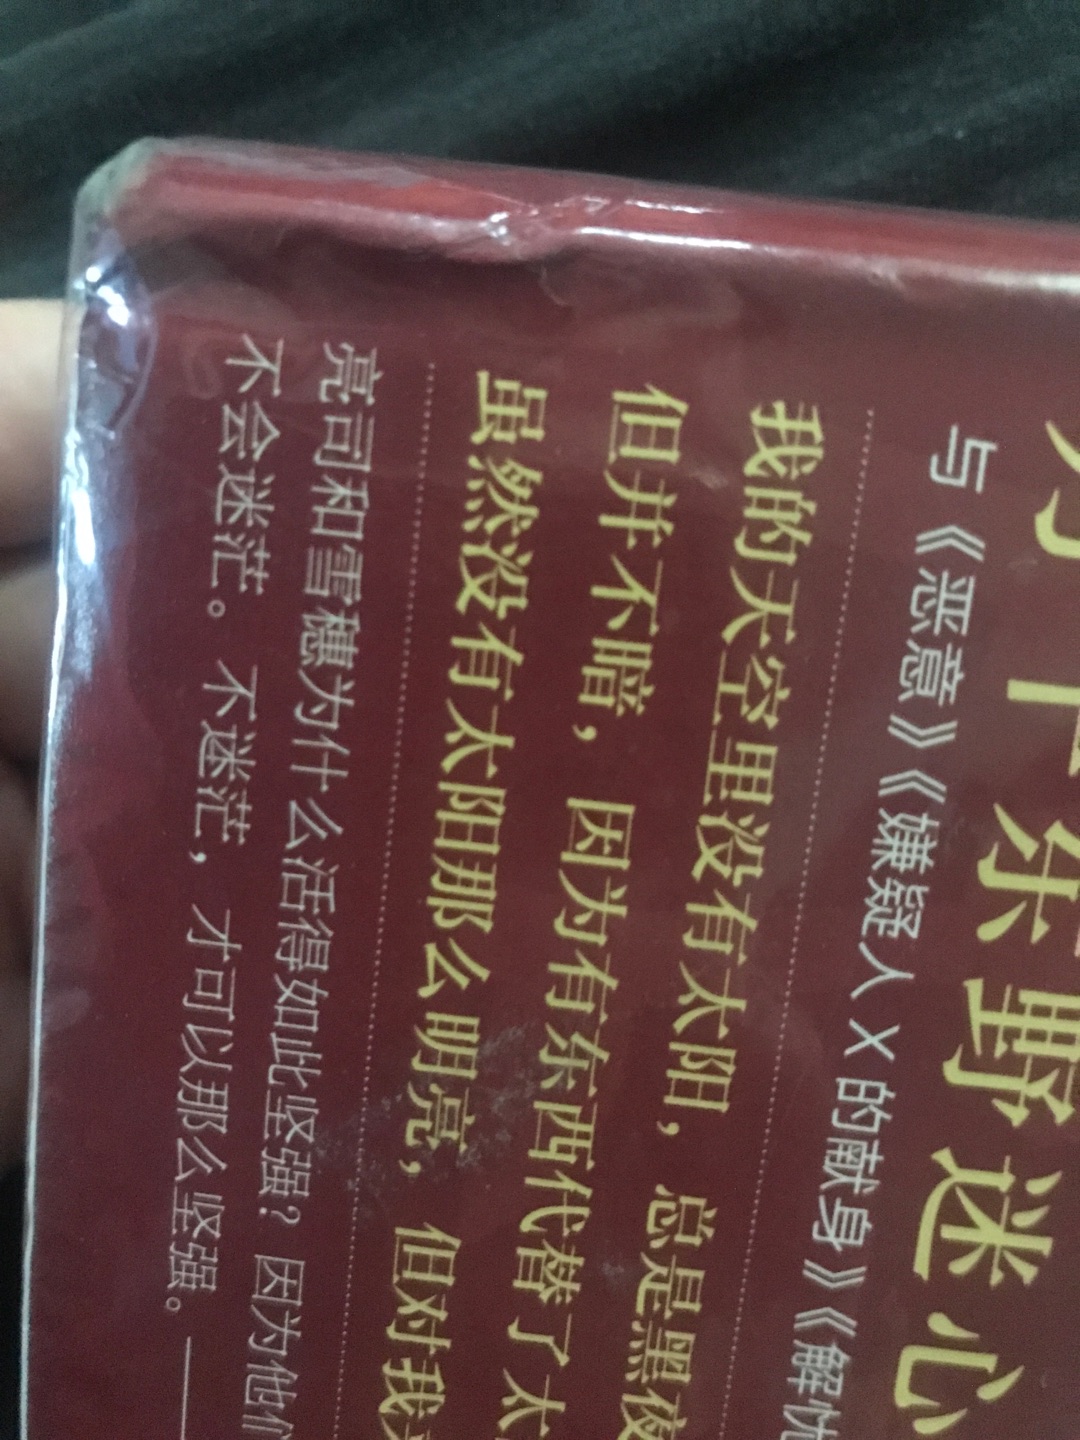 万千东野迷心
与《恶意》《嫌疑人X的献身》《解忧
我的天空里没有太阳，总是黑夜
但并不暗，因为有东西代替了太
虽然没有太阳那么明亮，但对我
亮司和雪穗为什么活得如此坚强？因为他们
不会迷茫。不迷茫，才可以那么坚强。——